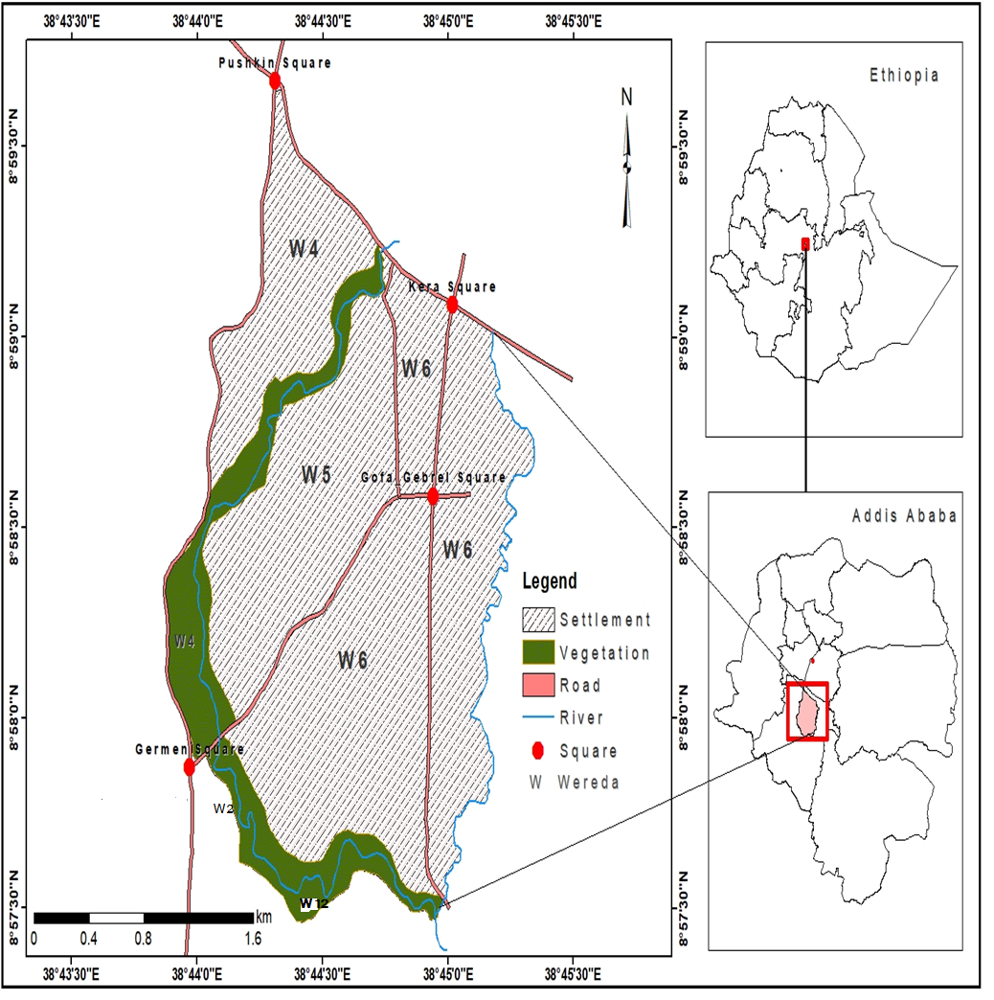 38°43'30"E 38°44'0"E 38°44'30"E 38°45'0"E 38°45'30"E
Pushkin Square
Ethiopia
N
8°59'30"N
8°59'30"N
W4
Kera Square
8°59'0"N
8°59'0"N
W6
W5
Gofa Gebrel Square
8°58'30"N
8°58'30"N
Addis Ababa
W6
Legend
Settlement
Vegetation
Road
River
Square
W Wereda
W4
W6
8°58'0"N
8°58'0"N
Germen Square
W2
W12
8°57'30"N
8°57'30"N
km
0 0.4 0.8 1.6
38°43'30"E 38°44'0"E 38°44'30"E 38°45'0"E 38°45'30"E